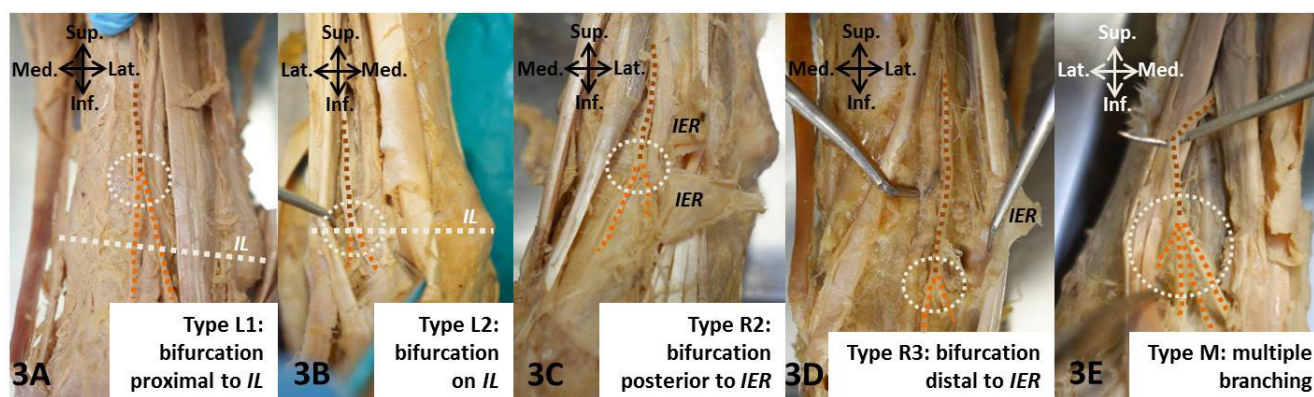 Sup.
Med. Lat.
Inf.
IL
3A
Type L1:
bifurcation
proximal to IL
Sup.
Lat. Med.
Inf.
IL
3B
Type L2:
bifurcation
on IL
Sup.
Med. Lat.
Inf.
IER
IER
3C
Type R2:
bifurcation
posterior to IER
Sup.
Med. Lat.
Inf.
IER
3D
Type R3: bifurcation
distal to IER
Sup.
Lat. Med.
Inf.
3E
Type M: multiple
branching